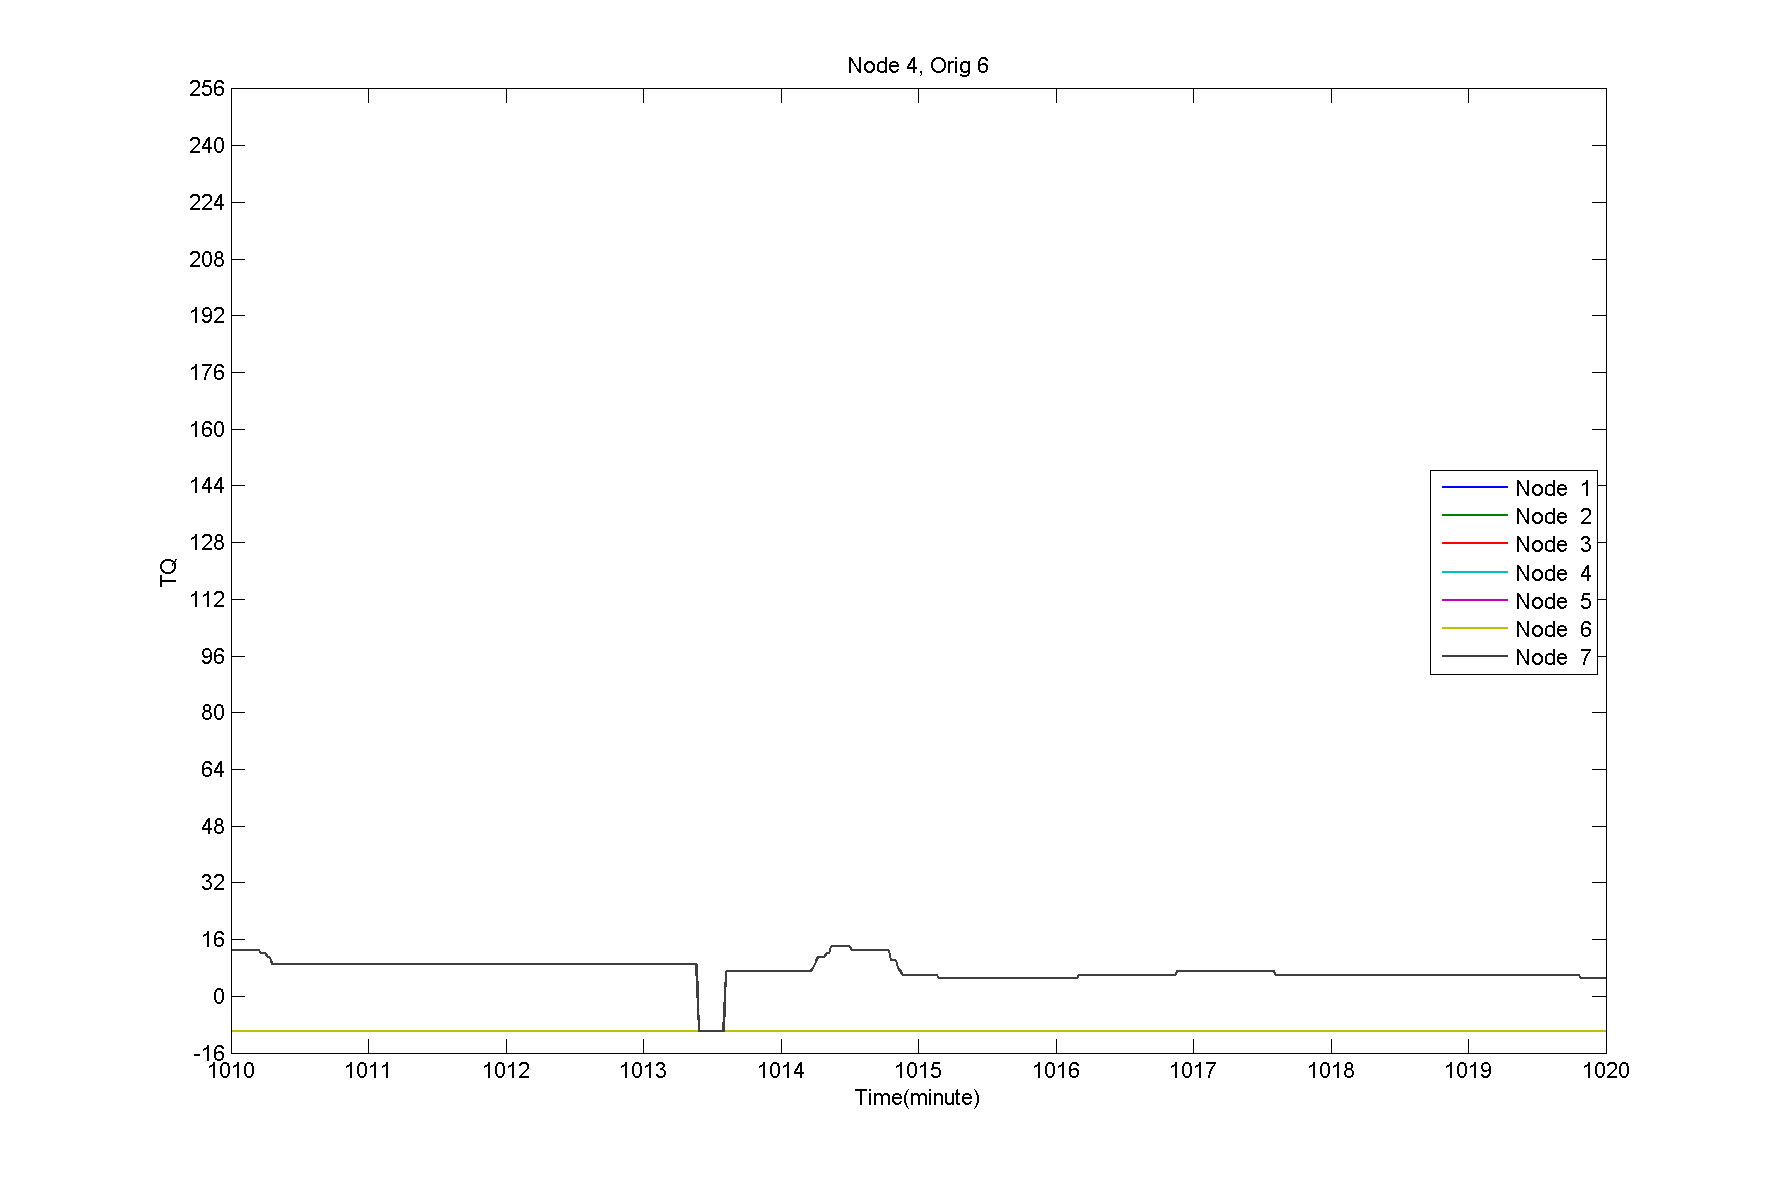 Node 4, Orig 6
256
240
224
208
192
176
160
144
128
112
96
80
64
48
32
16
0
-16
TQ
Node 1
Node 2
Node 3
Node 4
Node 5
Node 6
Node 7
1010 1011 1012 1013 1014 1015 1016 1017 1018 1019 1020
Time(minute)